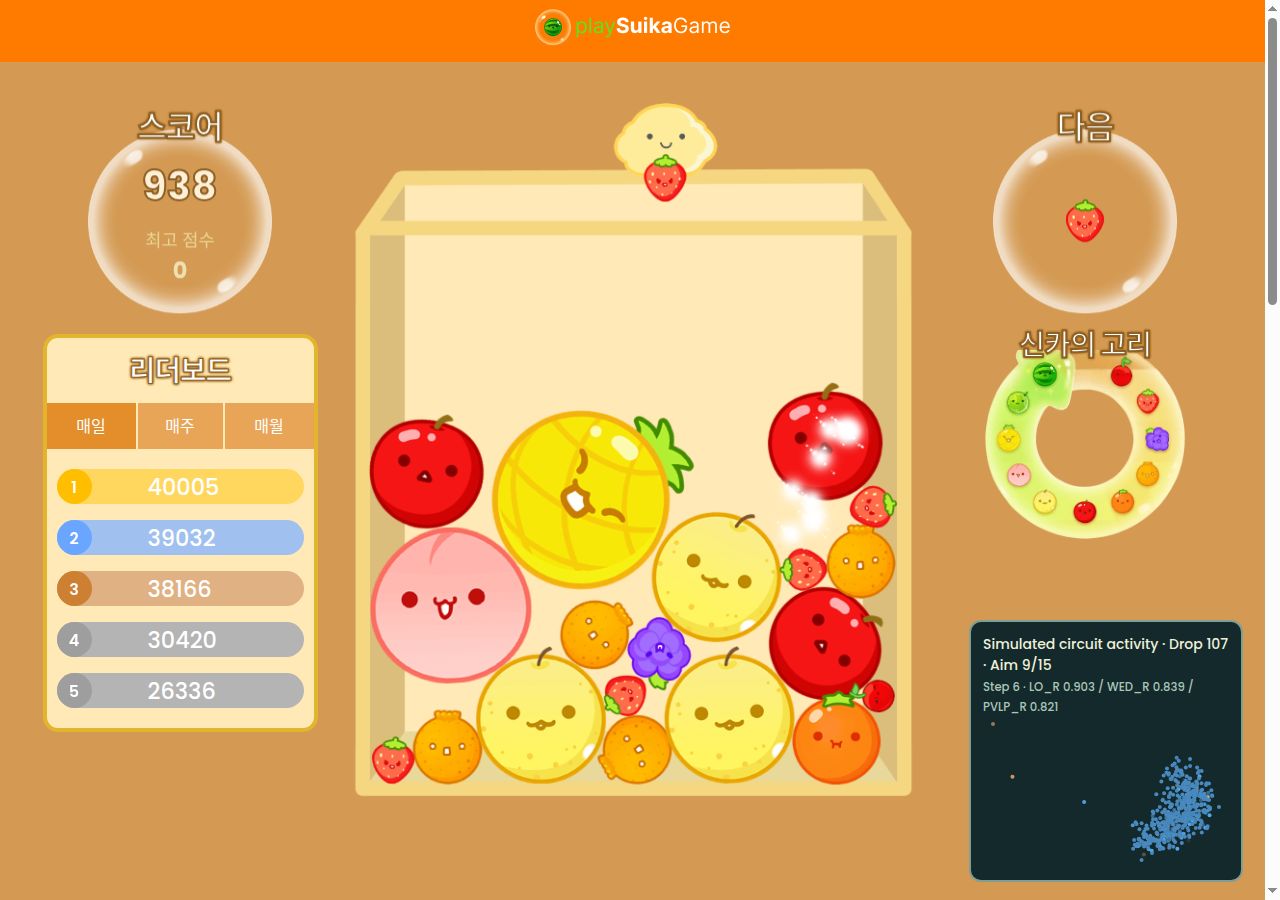 playSuikaGame
스코어
938
최고 점수
0
리더보드
매일 매주 매월
1 40005
2 39032
3 38166
4 30420
5 26336
다음
신카의 고리
Simulated circuit activity · Drop 107
· Aim 9/15
Step 6 · LO_R 0.903 / WED_R 0.839 /
PVLP_R 0.821